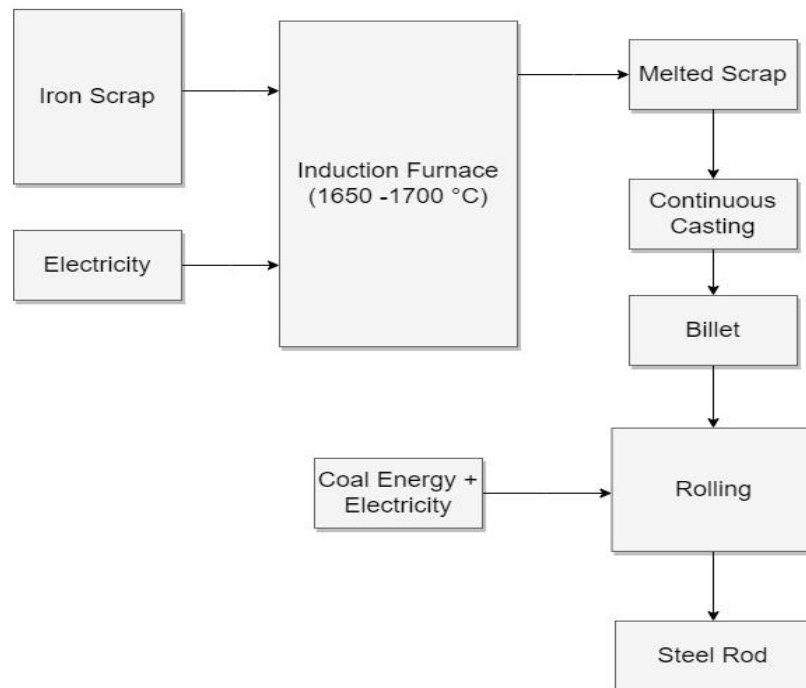 Iron Scrap
Electricity
Induction Furnace
(1650 -1700 °C)
Melted Scrap
Continuous
Casting
Billet
Coal Energy +
Electricity
Rolling
Steel Rod